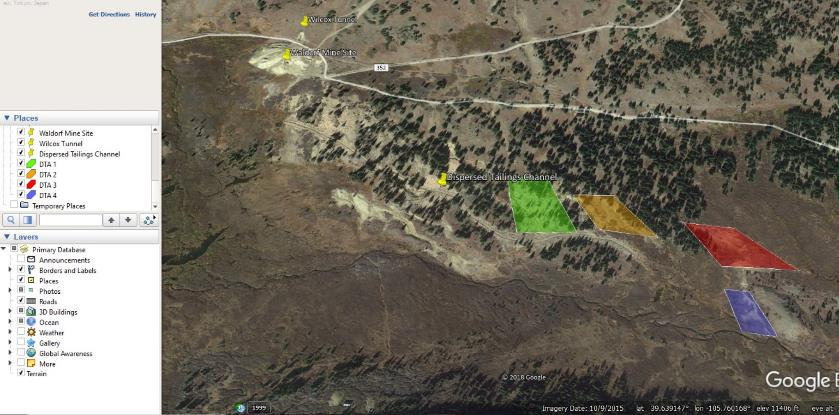 ex: Tokyo, Japan
Get Directions History
Places
Waldorf Mine Site
Wilcox Tunnel
Dispersed Tailings Channel
DTA 1
DTA 2
DTA 3
DTA 4
Temporary Places
Layers
Primary Database
Announcements
Borders and Labels
Places
Photos
Roads
3D Buildings
Ocean
Weather
Gallery
Global Awareness
More
Terrain
Wilcox Tunnel
Waldorf Mine Site
352
Dispersed Tailings Channel
© 2018 Google
Google E
1999
Imagery Date: 10/9/2015 lat 39.639147° lon -105.760168° elev 11406 ft eye alt